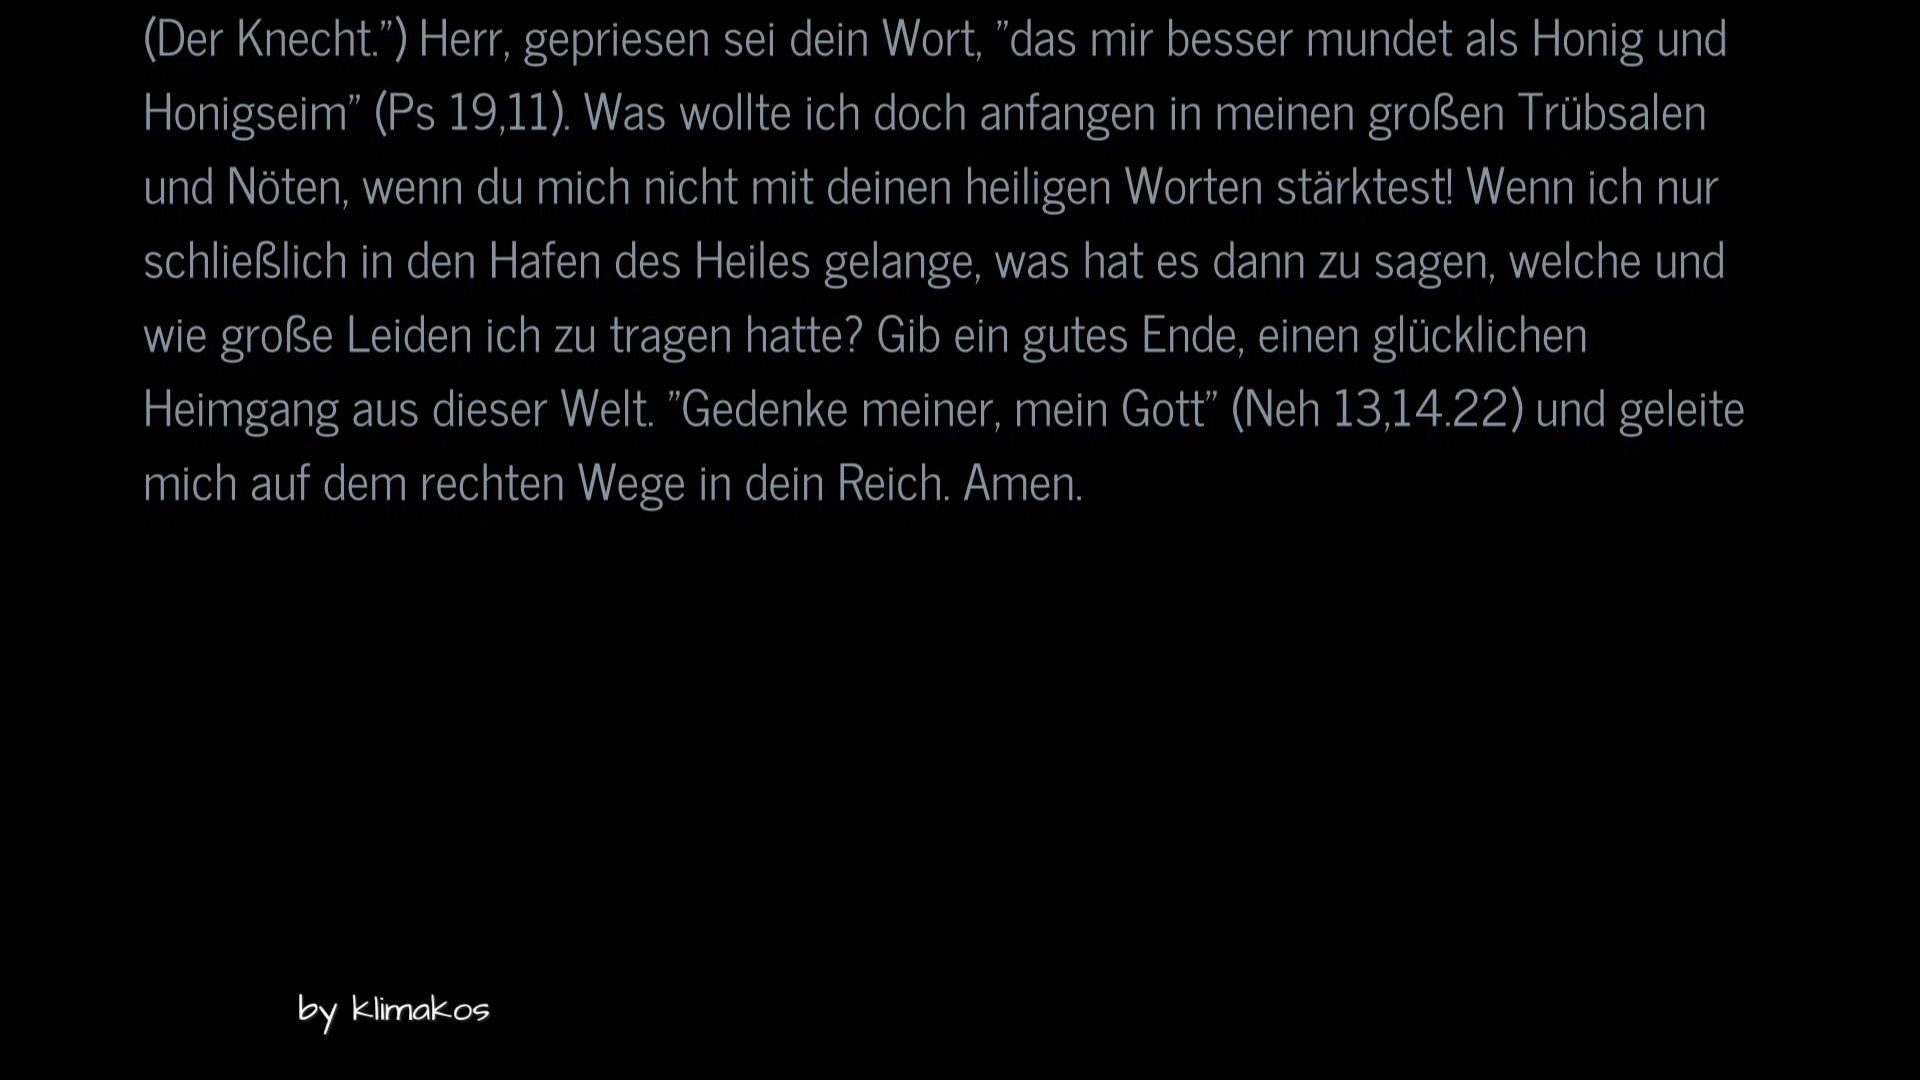 (Der Knecht.”) Herr, gepriesen sei dein Wort, ”das mir besser mundet als Honig und
Honigseim” (Ps 19,11). Was wollte ich doch anfangen in meinen großen Trübsalen
und Nöten, wenn du mich nicht mit deinen heiligen Worten stärktest! Wenn ich nur
schließlich in den Hafen des Heiles gelange, was hat es dann zu sagen, welche und
wie große Leiden ich zu tragen hatte? Gib ein gutes Ende, einen glücklichen
Heimgang aus dieser Welt. ”Gedenke meiner, mein Gott” (Neh 13,14.22) und geleite
mich auf dem rechten Wege in dein Reich. Amen.
by klimakos